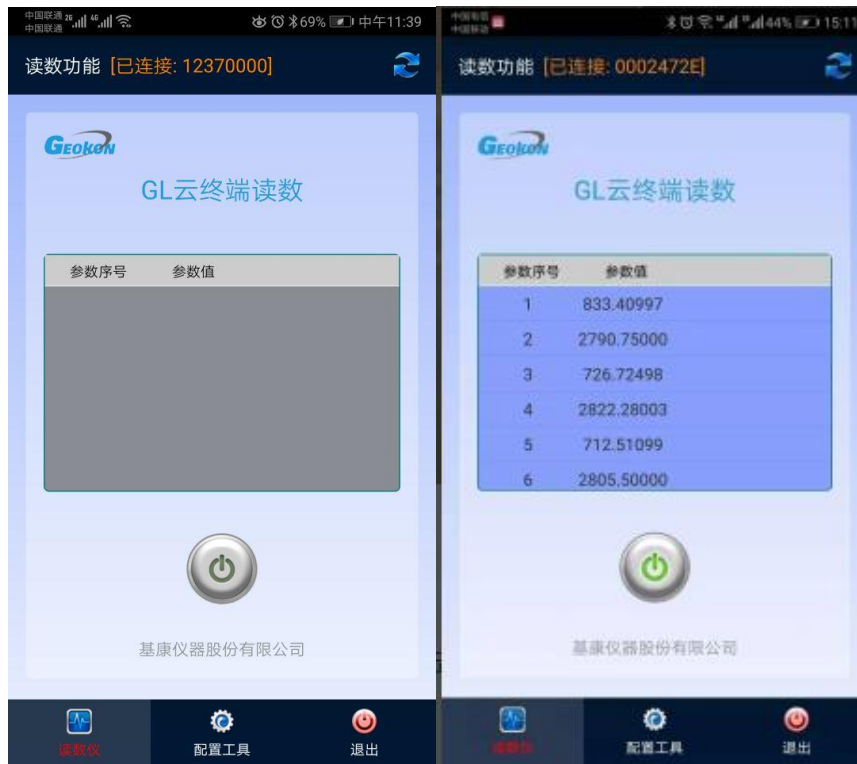 中国联通 26 46 69% 中午11:39
中国联通
读数功能 [已连接: 12370000]
GEOKON
GL云终端读数
参数序号 参数值
基康仪器股份有限公司
读数仪 配置工具 退出
44% 15:11
读数功能 [已连接: 0002472E]
GEOKON
GL云终端读数
参数序号 参数值
1 833.40997
2 2790.75000
3 726.72498
4 2822.28003
5 712.51099
6 2805.50000
基康仪器股份有限公司
读数仪 配置工具 退出